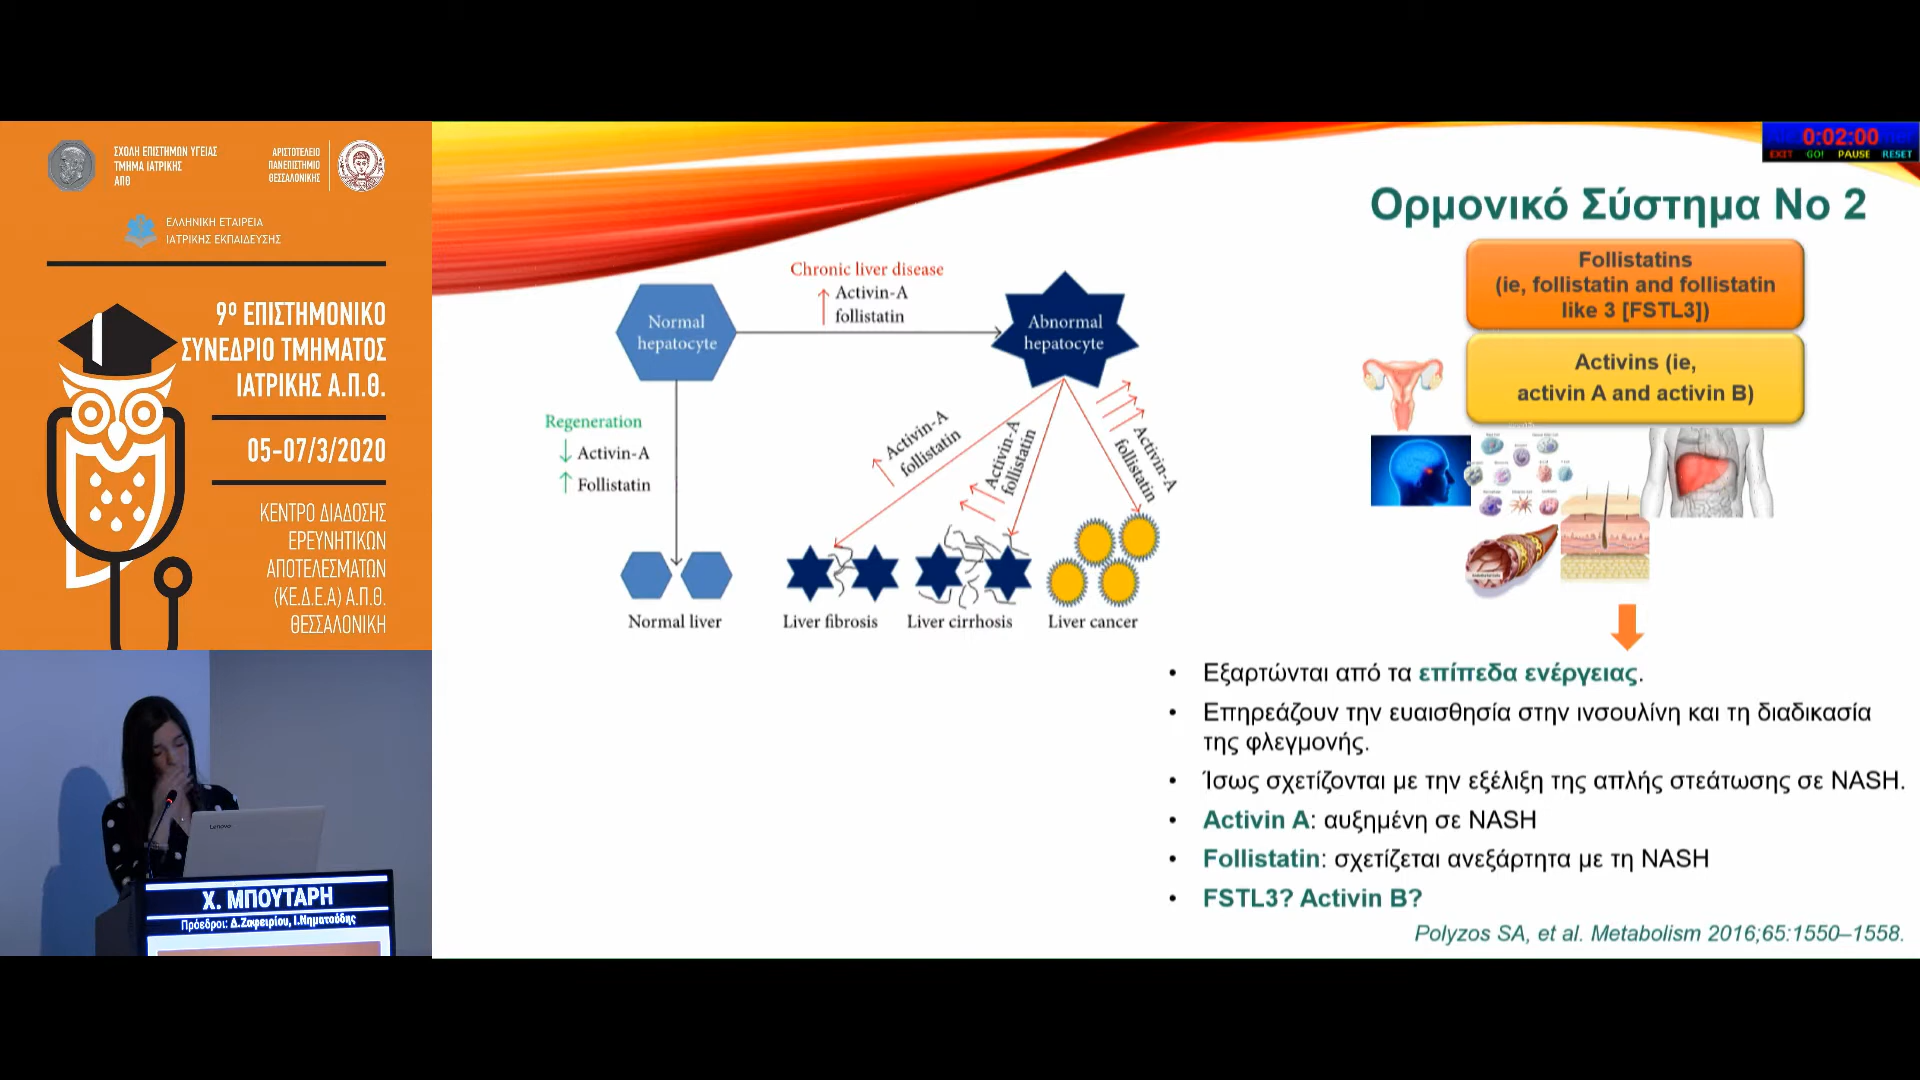 ΣΧΟΛΗ ΕΠΙΣΤΗΜΩΝ ΥΓΕΙΑΣ
ΤΜΗΜΑ ΙΑΤΡΙΚΗΣ
ΑΠΘ
ΑΡΙΣΤΟΤΕΛΕΙΟ
ΠΑΝΕΠΙΣΤΗΜΙΟ
ΘΕΣΣΑΛΟΝΙΚΗΣ
ΕΛΛΗΝΙΚΗ ΕΤΑΙΡΕΙΑ
ΙΑΤΡΙΚΗΣ ΕΚΠΑΙΔΕΥΣΗΣ
9ο ΕΠΙΣΤΗΜΟΝΙΚΟ
ΣΥΝΕΔΡΙΟ ΤΜΗΜΑΤΟΣ
ΙΑΤΡΙΚΗΣ Α.Π.Θ.
05-07/3/2020
ΚΕΝΤΡΟ ΔΙΑΔΟΣΗΣ
ΕΡΕΥΝΗΤΙΚΩΝ
ΑΠΟΤΕΛΕΣΜΑΤΩΝ
(ΚΕ.Δ.Ε.Α) Α.Π.Θ.
ΘΕΣΣΑΛΟΝΙΚΗ
Lenovo
Χ. ΜΠΟΥΤΑΡΗ
Πρόεδροι: Δ.Ζαφειρίου, Ι.Νηματούδης
0:02:00
EXIT GO! PAUSE RESET
Ορμονικό Σύστημα Νο 2
Follistatins
(ie, follistatin and follistatin
like 3 [FSTL3])
Activins (ie,
activin A and activin B)
Chronic liver disease
↑ Activin-A
follistatin
Normal
hepatocyte
Abnormal
hepatocyte
Regeneration
↓ Activin-A
↑ Follistatin
Activin-A
follistatin
Activin-A
follistatin
Activin-A
follistatin
Normal liver
Liver fibrosis
Liver cirrhosis
Liver cancer
• Εξαρτώνται από τα επίπεδα ενέργειας.
• Επηρεάζουν την ευαισθησία στην ινσουλίνη και τη διαδικασία
της φλεγμονής.
• Ίσως σχετίζονται με την εξέλιξη της απλής στεάτωσης σε NASH.
• Activin A: αυξημένη σε NASH
• Follistatin: σχετίζεται ανεξάρτητα με τη NASH
• FSTL3? Activin B?
Polyzos SA, et al. Metabolism 2016;65:1550–1558.